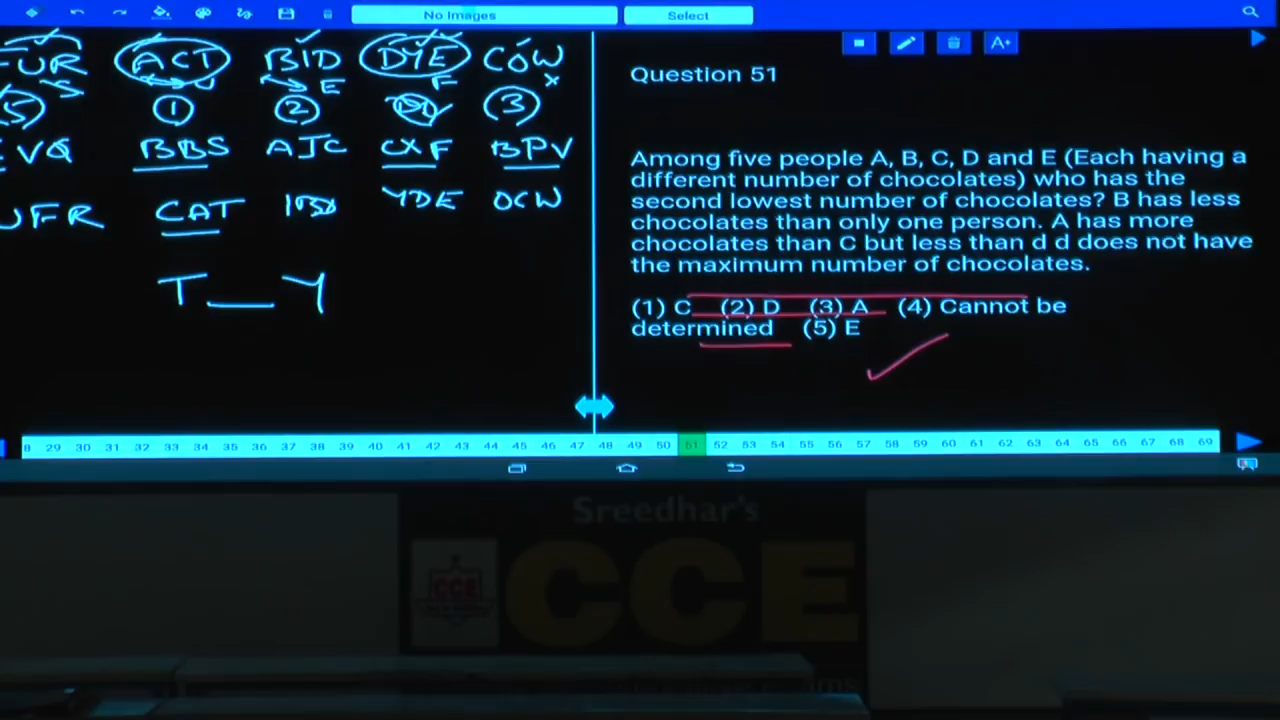 No Images
Select
FUR ACT BID DYE COW
U E F x
5 1 2 3
VQ BBS AJC CXF BPV
UFR CAT YDE OCW
T Y
A+
Question 51
Among five people A, B, C, D and E (Each having a
different number of chocolates) who has the
second lowest number of chocolates? B has less
chocolates than only one person. A has more
chocolates than C but less than d d does not have
the maximum number of chocolates.
(1) C (2) D (3) A (4) Cannot be
determined (5) E
8 29 30 31 32 33 34 35 36 37 38 39 40 41 42 43 44 45 46 47 48 49 50 51 52 53 54 55 56 57 58 59 60 61 62 63 64 65 66 67 68 69
Sreedhar's
CCE
CCE